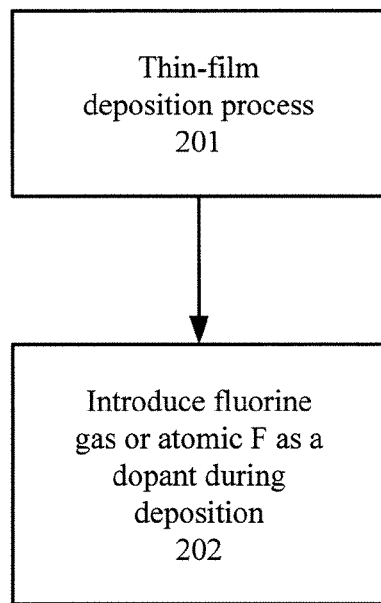 Thin-film
deposition process
201
Introduce fluorine
gas or atomic F as a
dopant during
deposition
202